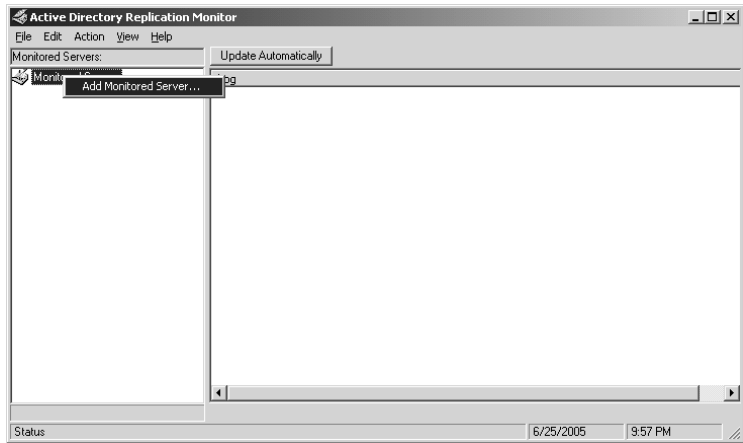 Active Directory Replication Monitor
File Edit Action View Help
Monitored Servers:
Update Automatically
Add Monitored Server...
Status
6/25/2005
9:57 PM